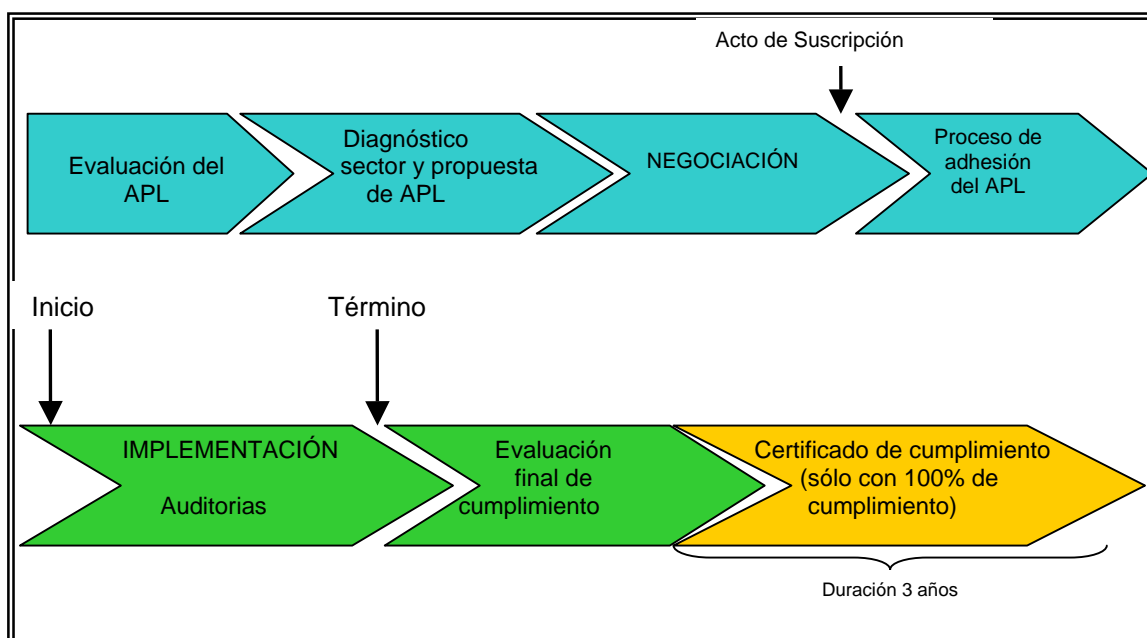 Acto de Suscripción
Evaluación del
APL
Diagnóstico
sector y propuesta
de APL
NEGOCIACIÓN
Proceso de
adhesión
del APL
Inicio
Término
IMPLEMENTACIÓN
Auditorias
Evaluación
final de
cumplimiento
Certificado de cumplimiento
(sólo con 100% de
cumplimiento)
Duración 3 años